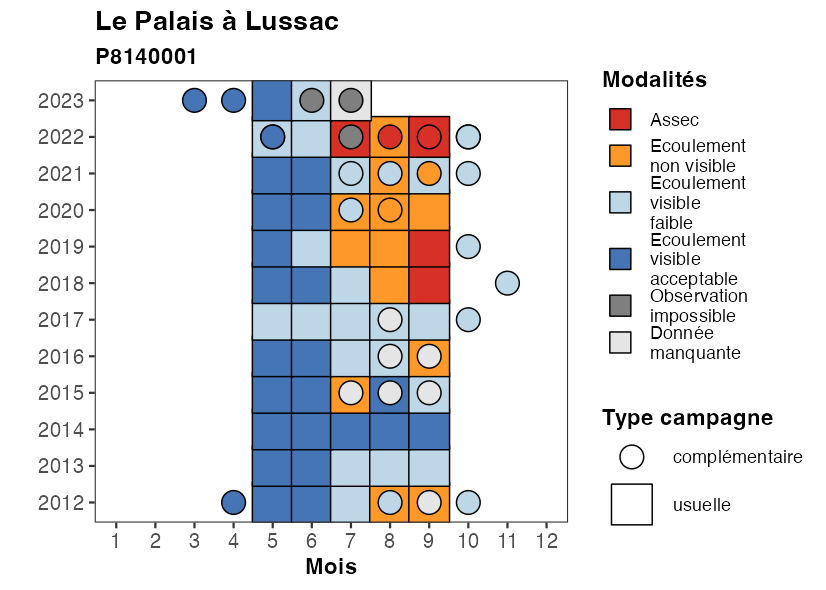 Le Palais à Lussac
P8140001
2023
2022
2021
2020
2019
2018
2017
2016
2015
2014
2013
2012
1 2 3 4 5 6 7 8 9 10 11 12
Mois
Modalités
Assec
Ecoulement
non visible
Ecoulement
visible
faible
Ecoulement
visible
acceptable
Observation
impossible
Donnée
manquante
Type campagne
complémentaire
usuelle